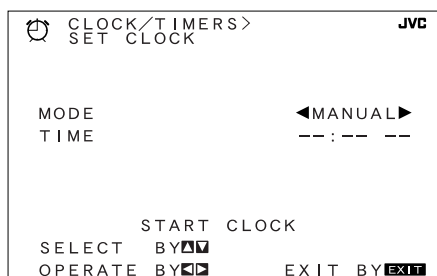 CLOCK/TIMERS> JVC
SET CLOCK
MODE ◀MANUAL▶
TIME --:-- --
START CLOCK
SELECT BY▲▼
OPERATE BY◀▶ EXIT BY EXIT